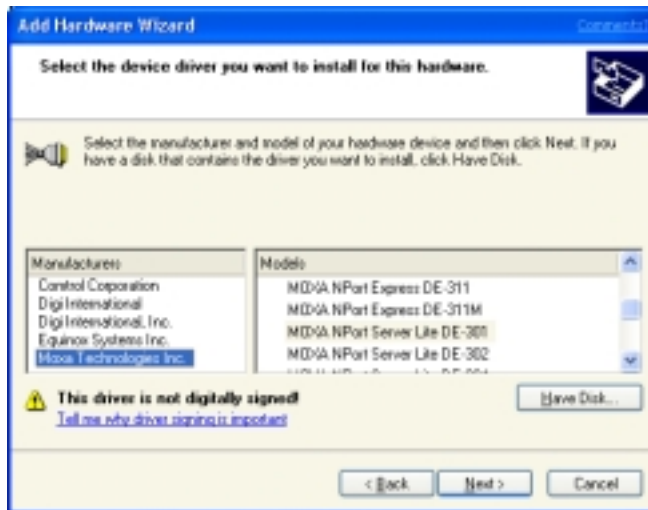 Add Hardware Wizard
Comments?
Select the device driver you want to install for this hardware.
Select the manufacturer and model of your hardware device and then click Next. If you
have a disk that contains the driver you want to install, click Have Disk.
Manufacturers
Comtrol Corporation
Digi International
Digi International, Inc.
Equinox Systems Inc.
Moxa Technologies Inc.
Models
MOXA NPort Express DE-311
MOXA NPort Express DE-311M
MOXA NPort Server Lite DE-301
MOXA NPort Server Lite DE-302
This driver is not digitally signed!
Tell me why driver signing is important
Have Disk...
< Back
Next >
Cancel